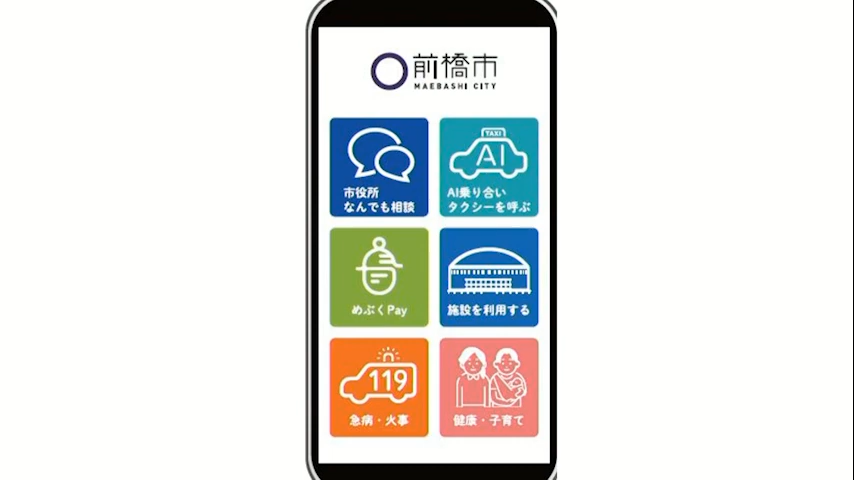 前橋市
MAEBASHI CITY
市役所
なんでも相談
TAXI
AI
AI乗り合い
タクシーを呼ぶ
めぶくPay
施設を利用する
119
急病・火事
健康・子育て